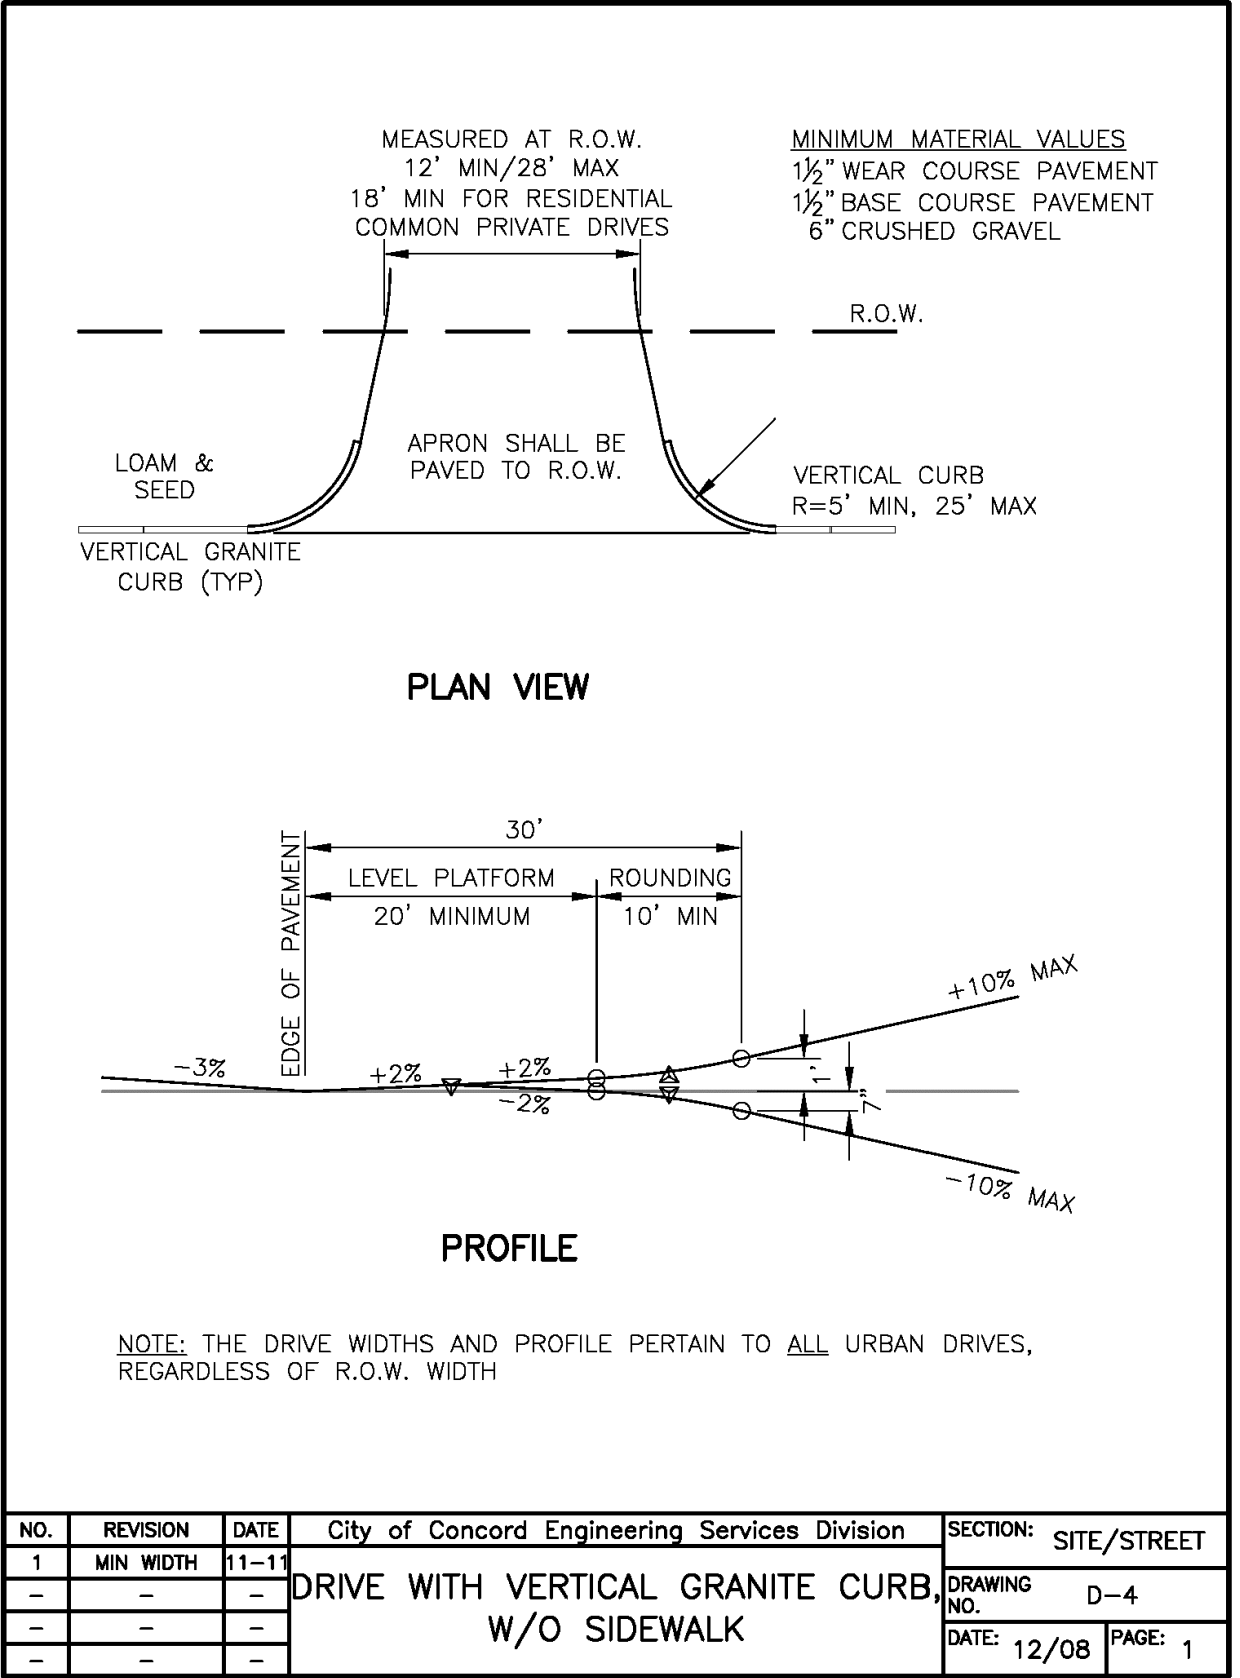 MEASURED AT R.O.W.
12' MIN/28' MAX
18' MIN FOR RESIDENTIAL
COMMON PRIVATE DRIVES
MINIMUM MATERIAL VALUES
1½" WEAR COURSE PAVEMENT
1½" BASE COURSE PAVEMENT
6" CRUSHED GRAVEL
R.O.W.
LOAM &
SEED
APRON SHALL BE
PAVED TO R.O.W.
VERTICAL CURB
R=5' MIN, 25' MAX
VERTICAL GRANITE
CURB (TYP)
PLAN VIEW
EDGE OF PAVEMENT
30'
LEVEL PLATFORM
20' MINIMUM
ROUNDING
10' MIN
+10% MAX
-3%
+2%
+2%
-2%
1'
7"
-10% MAX
PROFILE
NOTE: THE DRIVE WIDTHS AND PROFILE PERTAIN TO ALL URBAN DRIVES,
REGARDLESS OF R.O.W. WIDTH
NO. REVISION DATE
1 MIN WIDTH 11-11
- - -
- - -
- - -
City of Concord Engineering Services Division
DRIVE WITH VERTICAL GRANITE CURB,
W/O SIDEWALK
SECTION: SITE/STREET
DRAWING NO. D-4
DATE: 12/08 PAGE: 1